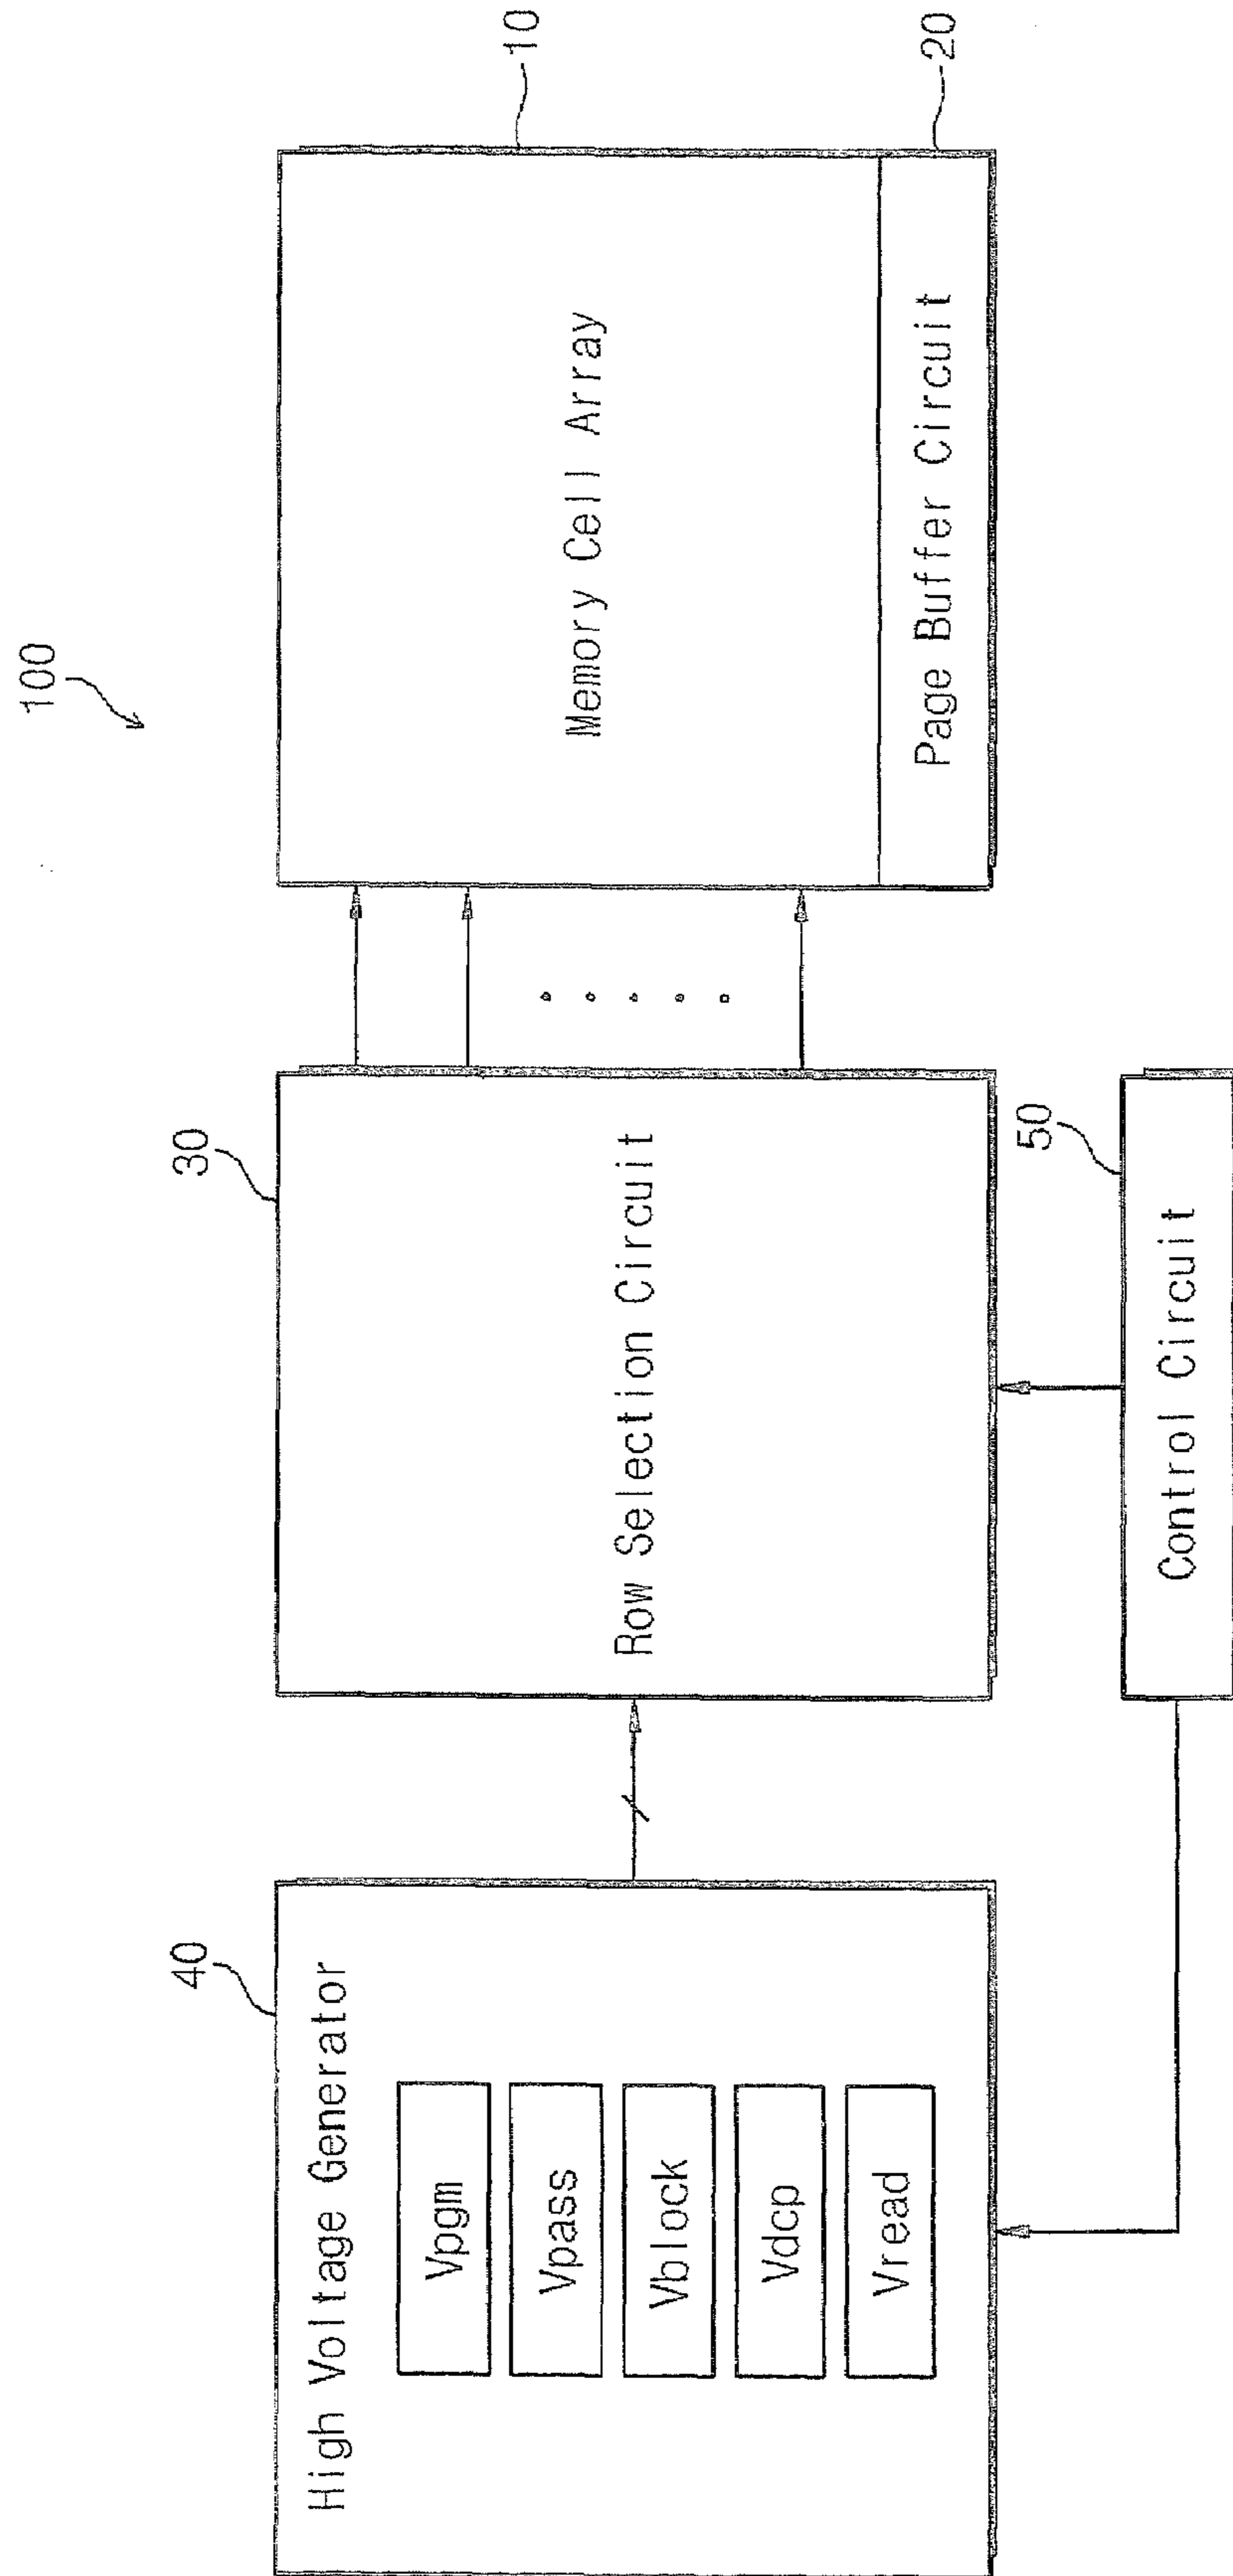 100
40
30
10
High Voltage Generator
Vpgm
Vpass
Vblock
Vdcp
Vread
Row Selection Circuit
Memory Cell Array
Page Buffer Circuit
20
50
Control Circuit